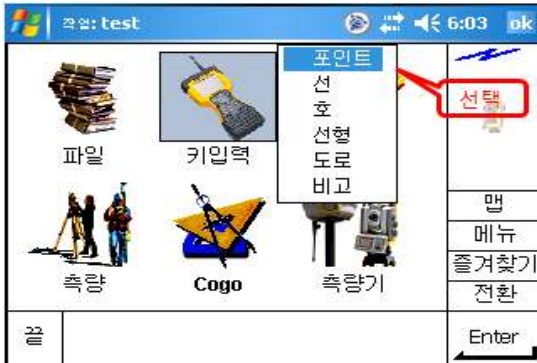 작업: test
6:03 ok
포인트
선
호
선형
도로
비고
선택
파일
키입력
측량
Cogo
측량기
맵
메뉴
즐겨찾기
전환
끝
Enter